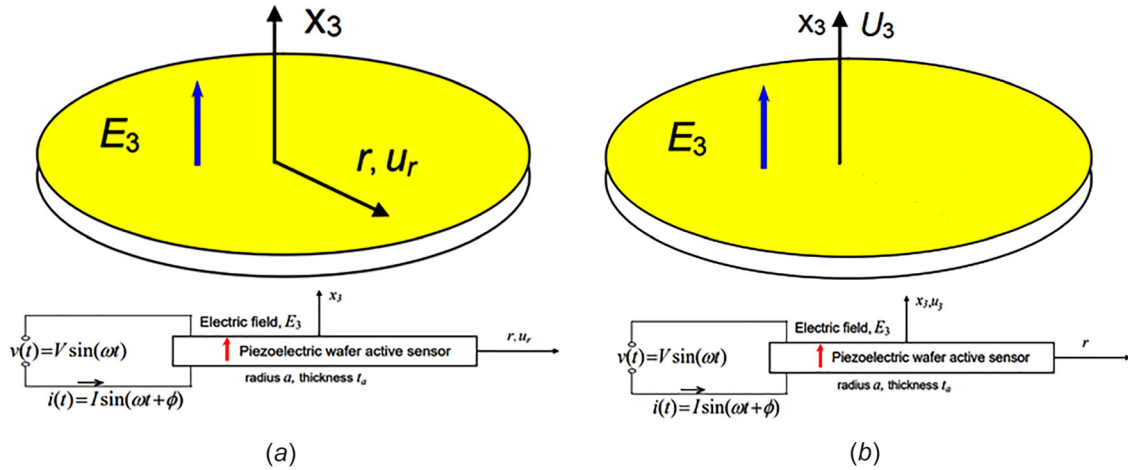 x₃
E₃
r, uᵣ
x₃
Electric field, E₃
v(t)=V sin(ωt)
Piezoelectric wafer active sensor
r, uᵣ
radius a, thickness tₐ
i(t)=I sin(ωt+ϕ)
(a)
x₃ U₃
E₃
x₃,u₃
Electric field, E₃
v(t)=V sin(ωt)
Piezoelectric wafer active sensor
r
radius a, thickness tₐ
i(t)=I sin(ωt+ϕ)
(b)